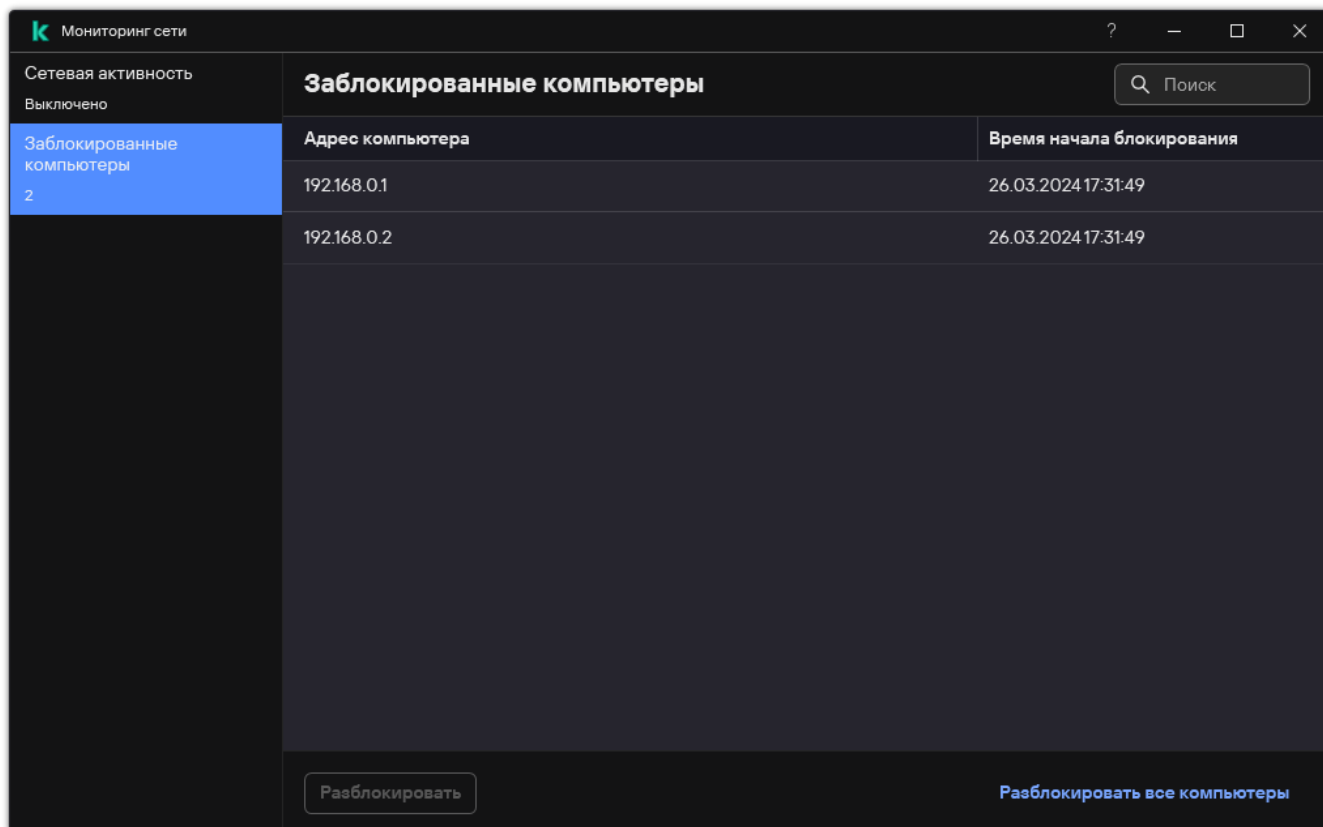 Мониторинг сети
?
Сетевая активность
Выключено
Заблокированные
компьютеры
2
Заблокированные компьютеры
Поиск
Адрес компьютера Время начала блокирования
192.168.0.1 26.03.2024 17:31:49
192.168.0.2 26.03.2024 17:31:49
Разблокировать Разблокировать все компьютеры